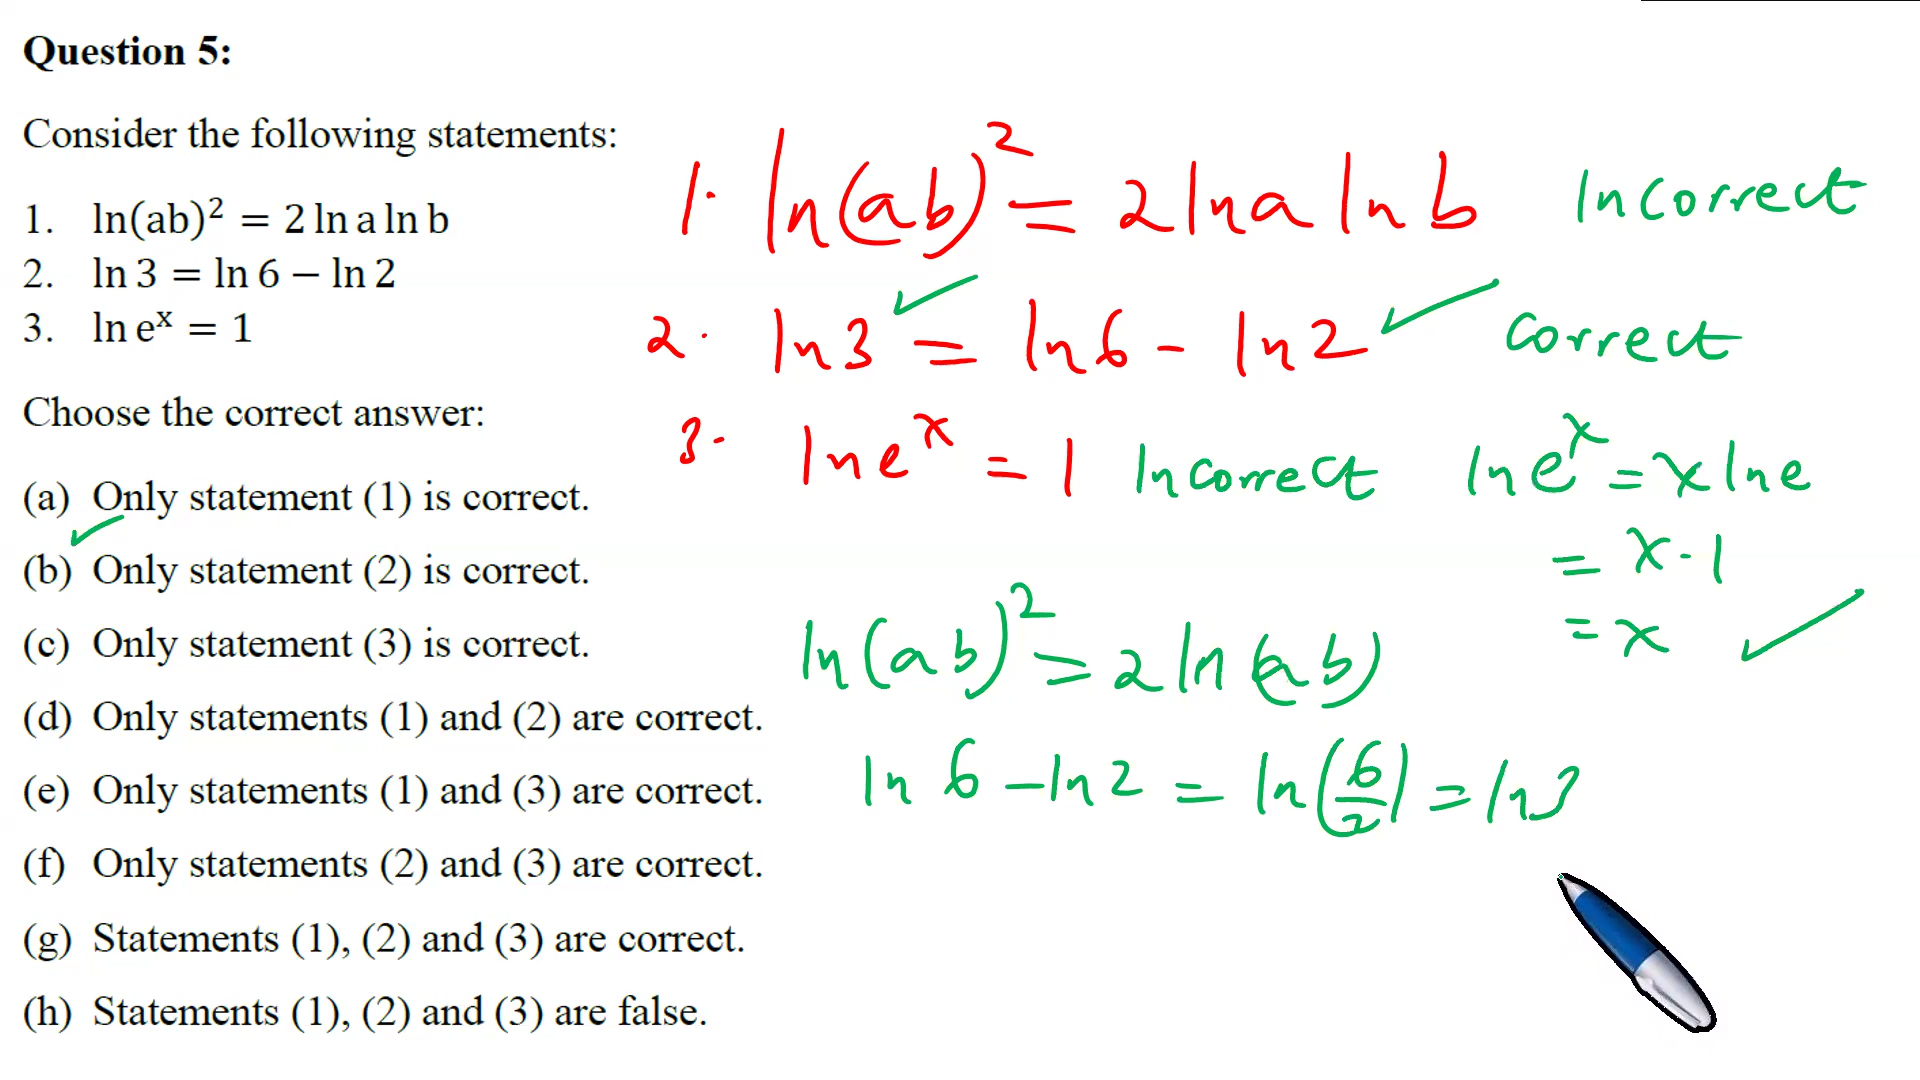 Question 5:
Consider the following statements:
1. ln(ab)² = 2 ln a ln b
2. ln 3 = ln 6 − ln 2
3. ln eˣ = 1
Choose the correct answer:
(a) Only statement (1) is correct.
(b) Only statement (2) is correct.
(c) Only statement (3) is correct.
(d) Only statements (1) and (2) are correct.
(e) Only statements (1) and (3) are correct.
(f) Only statements (2) and (3) are correct.
(g) Statements (1), (2) and (3) are correct.
(h) Statements (1), (2) and (3) are false.
1. ln(ab)² = 2 ln a ln b Incorrect
2. ln 3 ✓ = ln 6 − ln 2 ✓ correct
3. ln eˣ = 1 Incorrect
ln eˣ = x ln e
= x · 1
= x ✓
ln(ab)² = 2 ln(ab)
ln 6 − ln 2 = ln(6/2) = ln 3